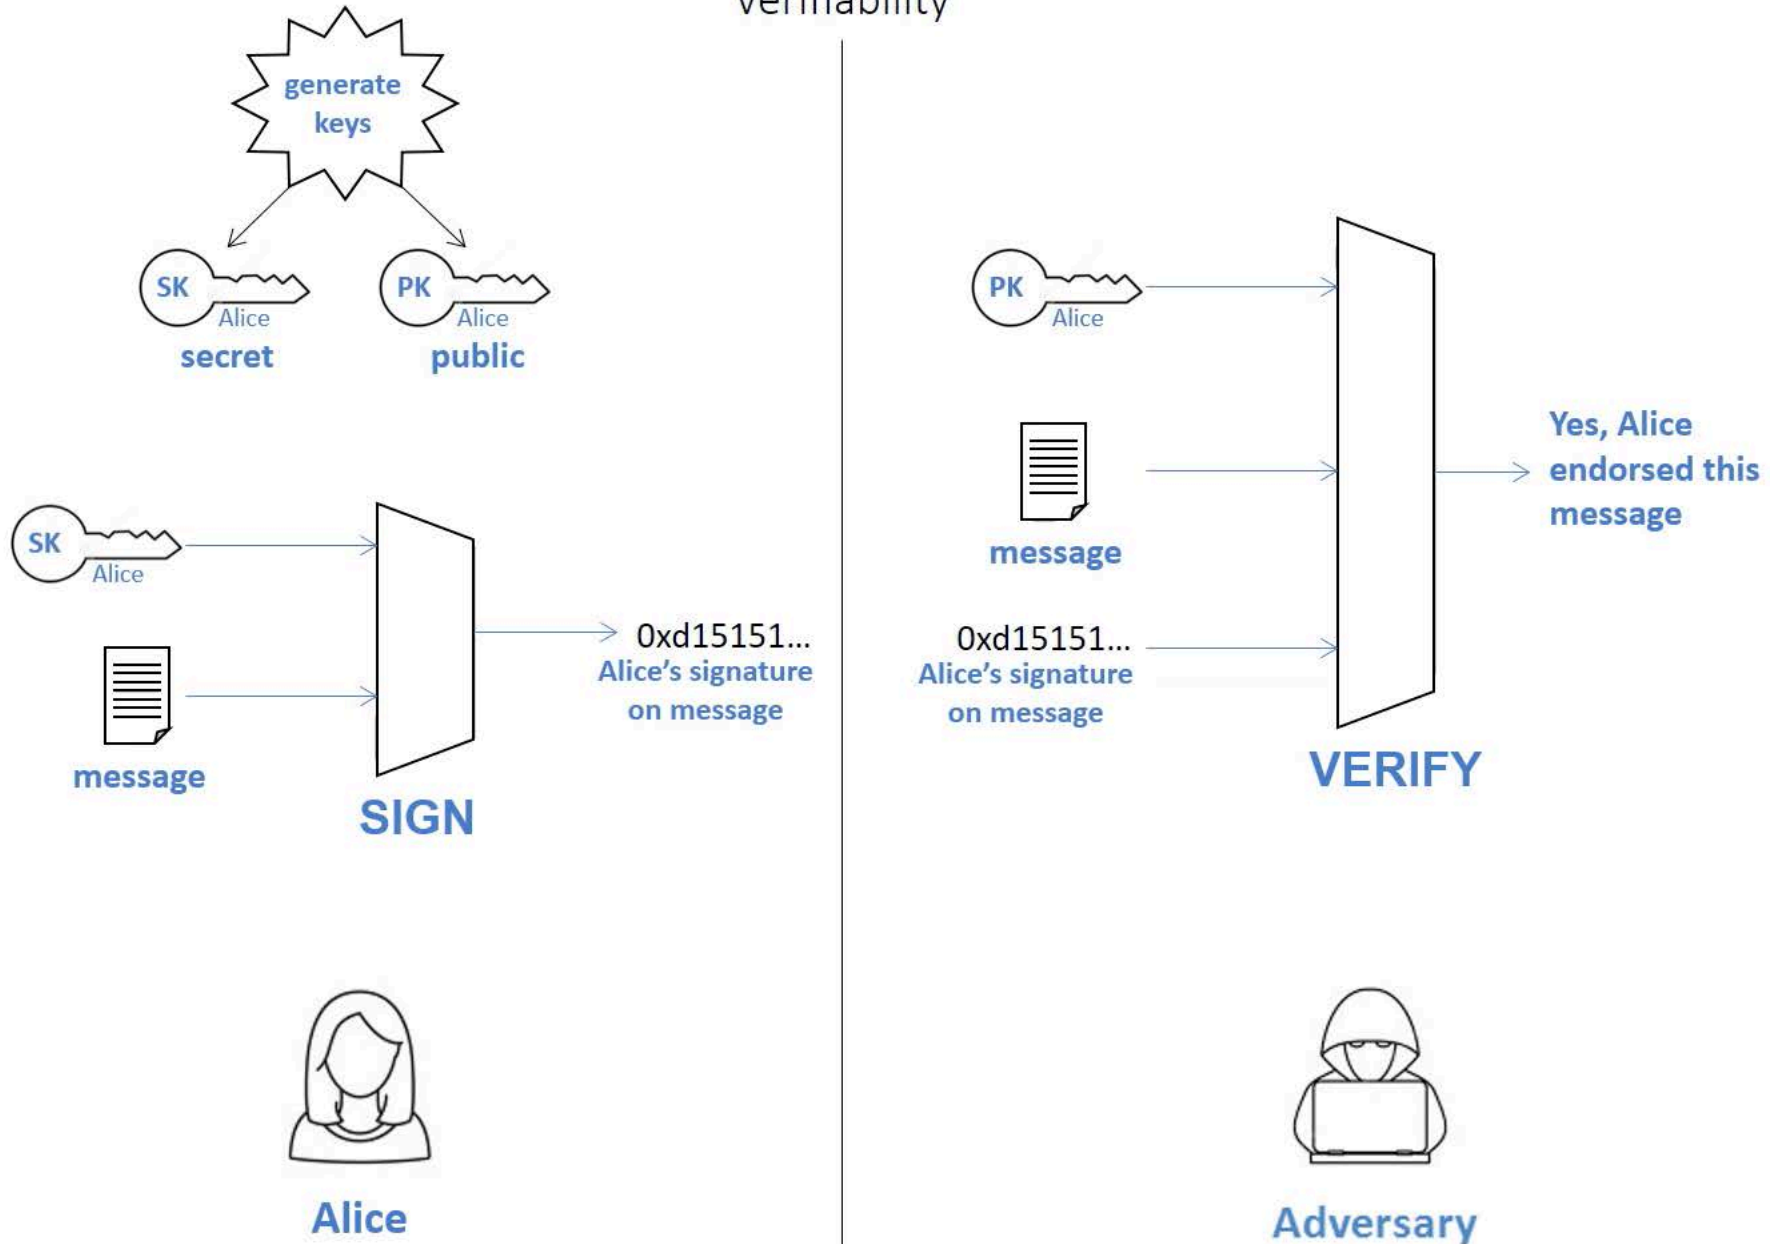 verifiability
generate
keys
SK
Alice
secret
PK
Alice
public
SK
Alice
message
SIGN
0xd15151...
Alice's signature
on message
Alice
PK
Alice
message
0xd15151...
Alice's signature
on message
VERIFY
Yes, Alice
endorsed this
message
Adversary